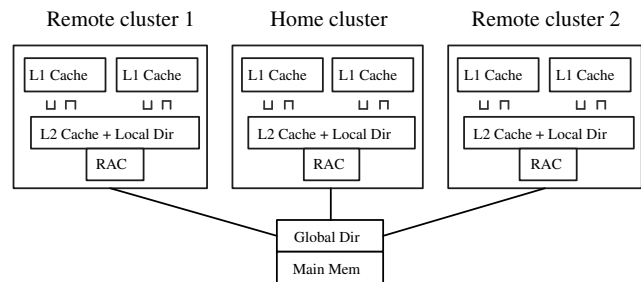 Remote cluster 1 Home cluster Remote cluster 2
L1 Cache L1 Cache L1 Cache L1 Cache L1 Cache L1 Cache
L2 Cache + Local Dir L2 Cache + Local Dir L2 Cache + Local Dir
RAC RAC RAC
Global Dir
Main Mem